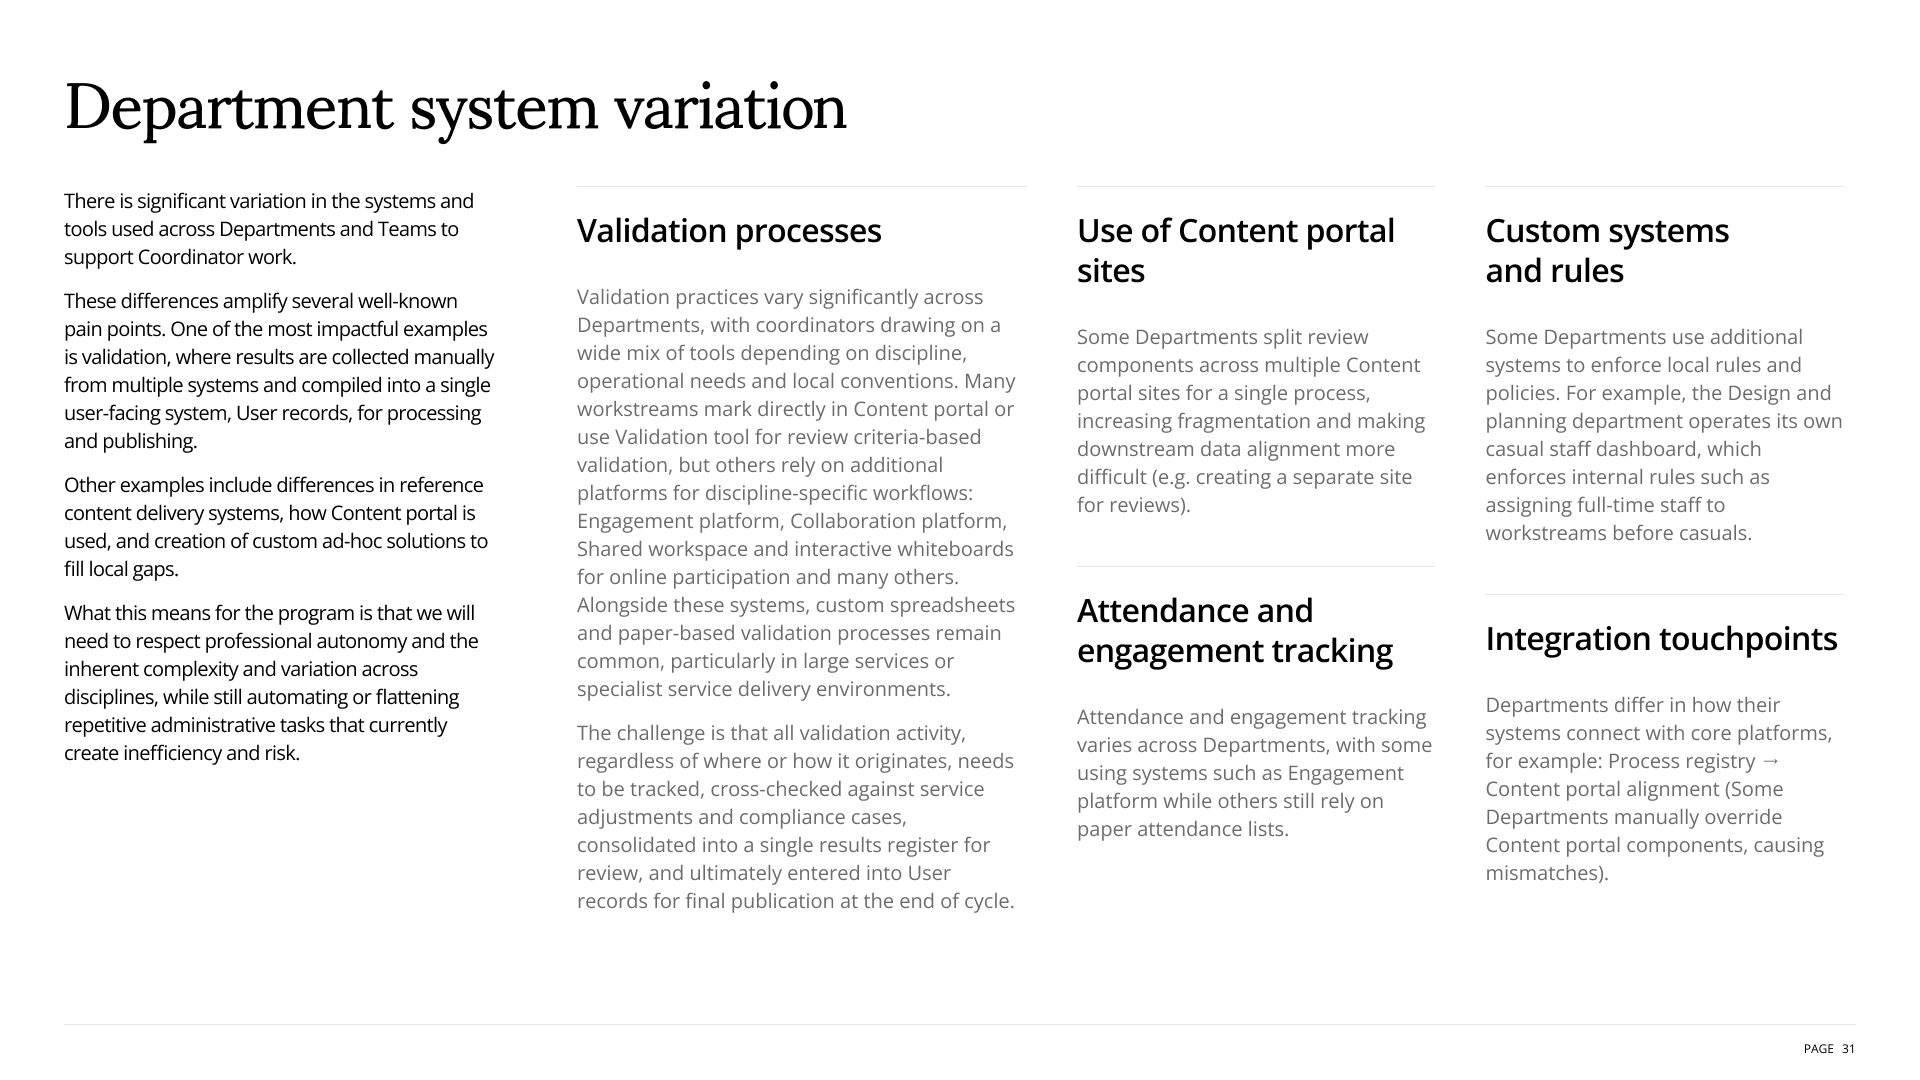 Department system variation
There is significant variation in the systems and
tools used across Departments and Teams to
support Coordinator work.
These differences amplify several well-known
pain points. One of the most impactful examples
is validation, where results are collected manually
from multiple systems and compiled into a single
user-facing system, User records, for processing
and publishing.
Other examples include differences in reference
content delivery systems, how Content portal is
used, and creation of custom ad-hoc solutions to
fill local gaps.
What this means for the program is that we will
need to respect professional autonomy and the
inherent complexity and variation across
disciplines, while still automating or flattening
repetitive administrative tasks that currently
create inefficiency and risk.
Validation processes
Validation practices vary significantly across
Departments, with coordinators drawing on a
wide mix of tools depending on discipline,
operational needs and local conventions. Many
workstreams mark directly in Content portal or
use Validation tool for review criteria-based
validation, but others rely on additional
platforms for discipline-specific workflows:
Engagement platform, Collaboration platform,
Shared workspace and interactive whiteboards
for online participation and many others.
Alongside these systems, custom spreadsheets
and paper-based validation processes remain
common, particularly in large services or
specialist service delivery environments.
The challenge is that all validation activity,
regardless of where or how it originates, needs
to be tracked, cross-checked against service
adjustments and compliance cases,
consolidated into a single results register for
review, and ultimately entered into User
records for final publication at the end of cycle.
Use of Content portal
sites
Some Departments split review
components across multiple Content
portal sites for a single process,
increasing fragmentation and making
downstream data alignment more
difficult (e.g. creating a separate site
for reviews).
Attendance and
engagement tracking
Attendance and engagement tracking
varies across Departments, with some
using systems such as Engagement
platform while others still rely on
paper attendance lists.
Custom systems
and rules
Some Departments use additional
systems to enforce local rules and
policies. For example, the Design and
planning department operates its own
casual staff dashboard, which
enforces internal rules such as
assigning full-time staff to
workstreams before casuals.
Integration touchpoints
Departments differ in how their
systems connect with core platforms,
for example: Process registry →
Content portal alignment (Some
Departments manually override
Content portal components, causing
mismatches).
PAGE 31